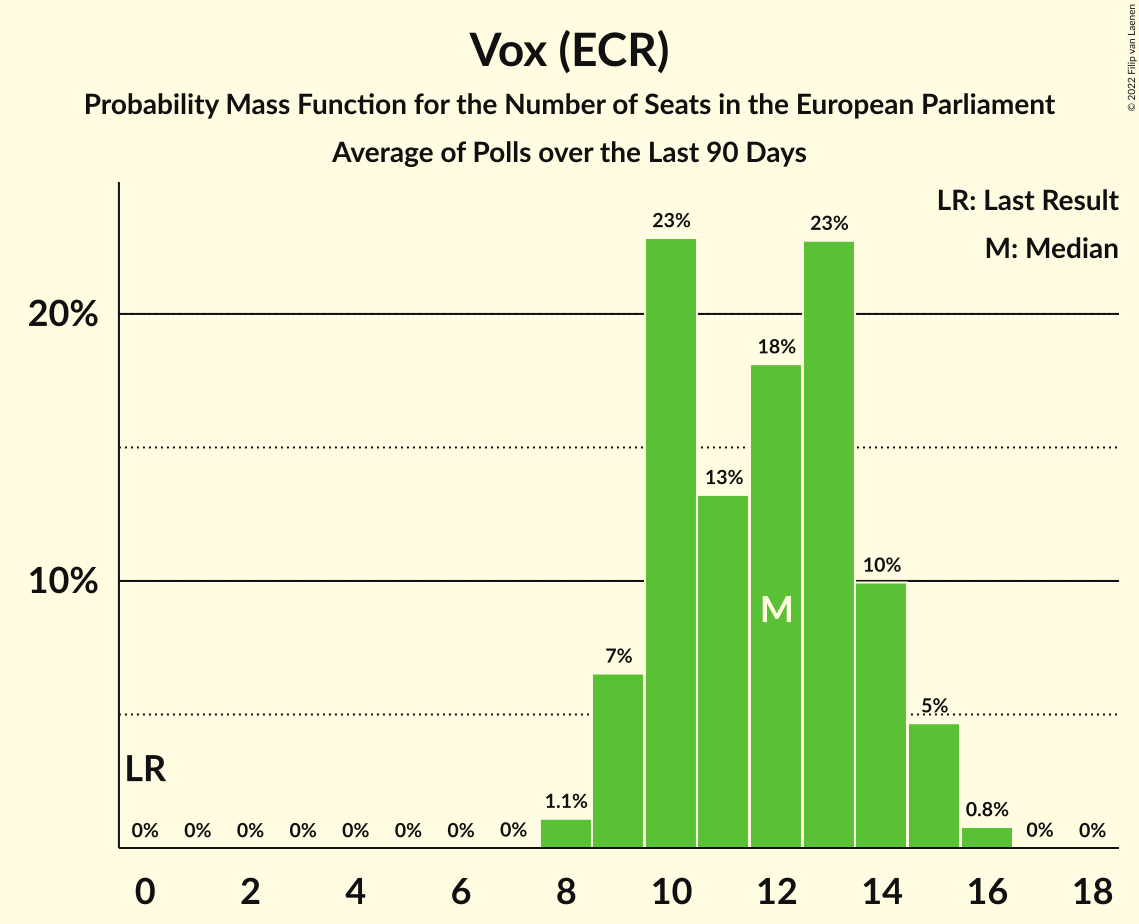 Vox (ECR)
Probability Mass Function for the Number of Seats in the European Parliament
Average of Polls over the Last 90 Days
© 2022 Filip van Laenen
LR: Last Result
M: Median
23%
23%
20%
18%
13%
10%
10%
M
7%
5%
LR
1.1%
0.8%
0% 0% 0% 0% 0% 0% 0% 0% 0% 0%
0 2 4 6 8 10 12 14 16 18